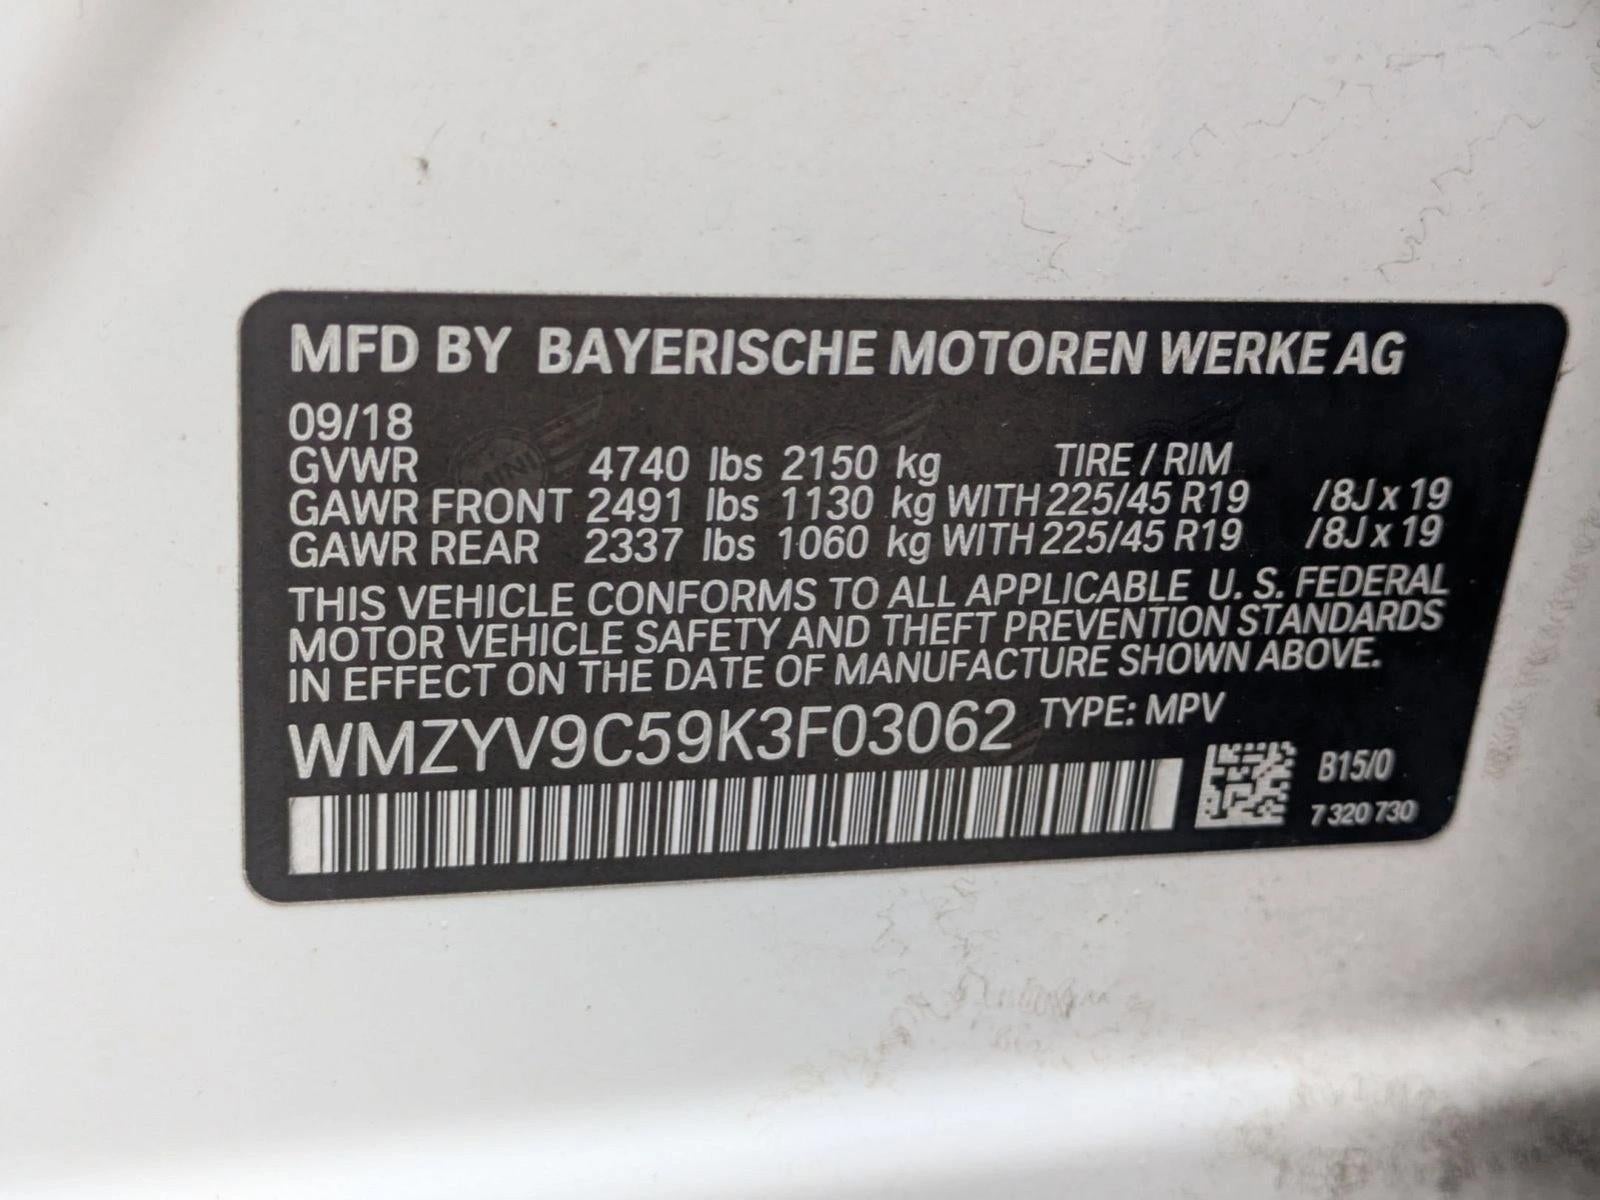 MFD BY BAYERISCHE MOTOREN WERKE AG
09/18
GVWR 4740 lbs 2150 kg TIRE / RIM
GAWR FRONT 2491 lbs 1130 kg WITH 225/45 R19 /8J x 19
GAWR REAR 2337 lbs 1060 kg WITH 225/45 R19 /8J x 19
THIS VEHICLE CONFORMS TO ALL APPLICABLE U. S. FEDERAL
MOTOR VEHICLE SAFETY AND THEFT PREVENTION STANDARDS
IN EFFECT ON THE DATE OF MANUFACTURE SHOWN ABOVE.
WMZYV9C59K3F03062 TYPE: MPV
B15/0
7 320 730
MINI